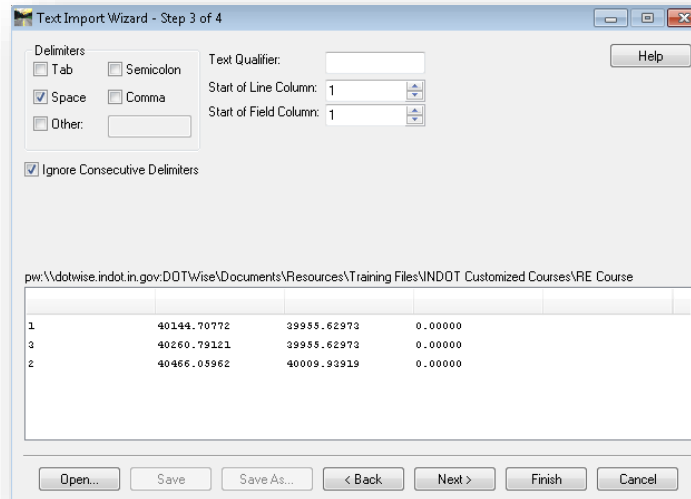 Text Import Wizard - Step 3 of 4
Delimiters
Tab
Semicolon
Space
Comma
Other:
Text Qualifier:
Start of Line Column: 1
Start of Field Column: 1
Help
Ignore Consecutive Delimiters
pw:\\dotwise.indot.in.gov:DOTWise\Documents\Resources\Training Files\INDOT Customized Courses\RE Course
1 40144.70772 39955.62973 0.00000
3 40260.79121 39955.62973 0.00000
2 40466.05962 40009.93919 0.00000
Open... Save Save As... < Back Next > Finish Cancel